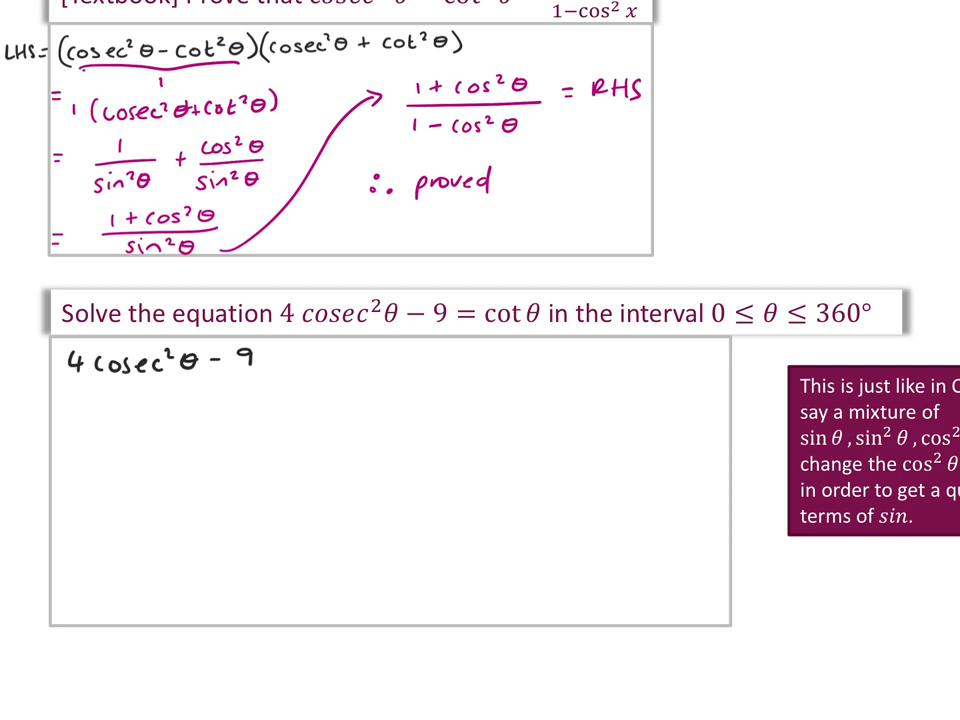 1−cos² x
LHS = (cosec²θ - cot²θ)(cosec²θ + cot²θ)
1
= 1 (cosec²θ + cot²θ)
= 1/sin²θ + cos²θ/sin²θ
= 1 + cos²θ/sin²θ
1 + cos²θ/1 - cos²θ = RHS
∴ proved
Solve the equation 4 cosec²θ − 9 = cot θ in the interval 0 ≤ θ ≤ 360°
4 cosec²θ - 9
This is just like in
say a mixture of
sin θ , sin² θ , cos²
change the cos² θ
in order to get a
terms of sin.